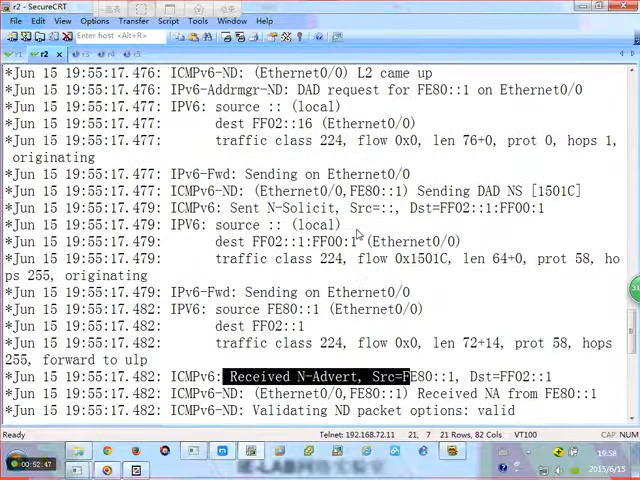 r2 - SecureCRT
File Edit View Options Transfer Script Tools Window Help
Enter host <Alt+R>
r1 r2 × r3 r4 r5
*Jun 15 19:55:17.476: ICMPv6-ND: (Ethernet0/0) L2 came up
*Jun 15 19:55:17.476: IPv6-Addrmgr-ND: DAD request for FE80::1 on Ethernet0/0
*Jun 15 19:55:17.477: IPV6: source :: (local)
*Jun 15 19:55:17.477: dest FF02::16 (Ethernet0/0)
*Jun 15 19:55:17.477: traffic class 224, flow 0x0, len 76+0, prot 0, hops 1,
originating
*Jun 15 19:55:17.477: IPv6-Fwd: Sending on Ethernet0/0
*Jun 15 19:55:17.477: ICMPv6-ND: (Ethernet0/0,FE80::1) Sending DAD NS [1501C]
*Jun 15 19:55:17.479: ICMPv6: Sent N-Solicit, Src=::, Dst=FF02::1:FF00:1
*Jun 15 19:55:17.479: IPV6: source :: (local)
*Jun 15 19:55:17.479: dest FF02::1:FF00:1 (Ethernet0/0)
*Jun 15 19:55:17.479: traffic class 224, flow 0x1501C, len 64+0, prot 58, ho
ps 255, originating
*Jun 15 19:55:17.479: IPv6-Fwd: Sending on Ethernet0/0
*Jun 15 19:55:17.482: IPV6: source FE80::1 (Ethernet0/0)
*Jun 15 19:55:17.482: dest FF02::1
*Jun 15 19:55:17.482: traffic class 224, flow 0x0, len 72+14, prot 58, hops
255, forward to ulp
*Jun 15 19:55:17.482: ICMPv6: Received N-Advert, Src=FE80::1, Dst=FF02::1
*Jun 15 19:55:17.482: ICMPv6-ND: (Ethernet0/0,FE80::1) Received NA from FE80::1
*Jun 15 19:55:17.482: ICMPv6-ND: Validating ND packet options: valid
Ready Telnet: 192.168.72.11 21, 7 21 Rows, 82 Cols VT100 CAP NUM
00:52:47
19:58
2015/6/15
31